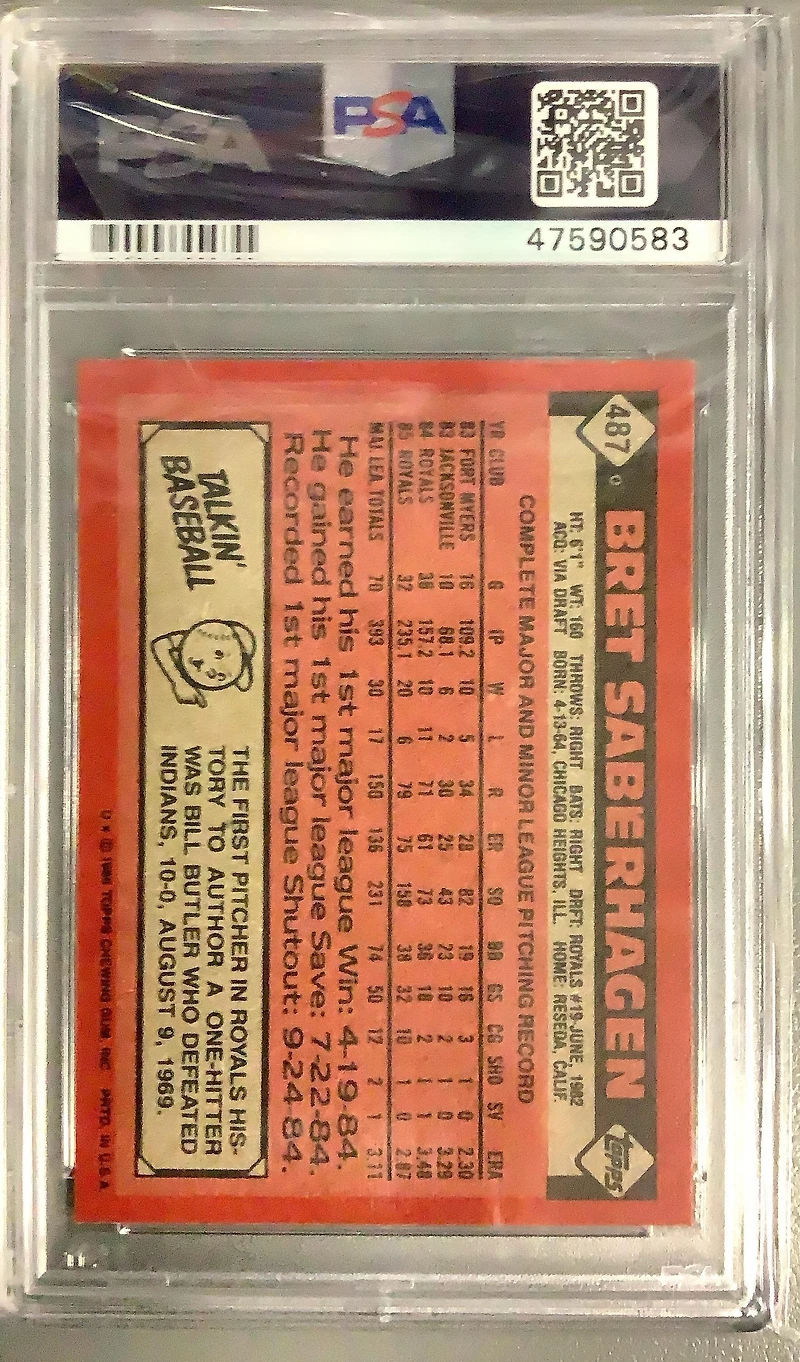 PSA
PSA
47590583
487
BRET SABERHAGEN
topps
HT: 6'1" WT: 160 THROWS: RIGHT BATS: RIGHT DRFT: ROYALS #19-JUNE, 1982
ACQ: VIA DRAFT BORN: 4-13-64, CHICAGO HEIGHTS, ILL. HOME: RESEDA, CALIF.
COMPLETE MAJOR AND MINOR LEAGUE PITCHING RECORD
YR CLUB G IP W L R ER SO BB GS CG SHO SV ERA
83 FORT MYERS 16 109.2 10 5 34 28 82 19 16 3 1 0 2.30
83 JACKSONVILLE 10 68.1 6 2 30 25 43 23 10 2 1 0 3.29
84 ROYALS 38 157.2 10 11 71 61 73 36 18 2 1 1 3.48
85 ROYALS 32 235.1 20 6 79 75 158 38 32 10 1 0 2.87
MAJ. LEA. TOTALS 70 393 30 17 150 136 231 74 50 12 2 1 3.11
He earned his 1st major league Win: 4-19-84.
He gained his 1st major league Save: 7-22-84.
Recorded 1st major league Shutout: 9-24-84.
TALKIN'
BASEBALL
THE FIRST PITCHER IN ROYALS HIS-
TORY TO AUTHOR A ONE-HITTER
WAS BILL BUTLER WHO DEFEATED
INDIANS, 10-0, AUGUST 9, 1969.
D * © 1986 TOPPS CHEWING GUM, INC. PRTD. IN U.S.A.